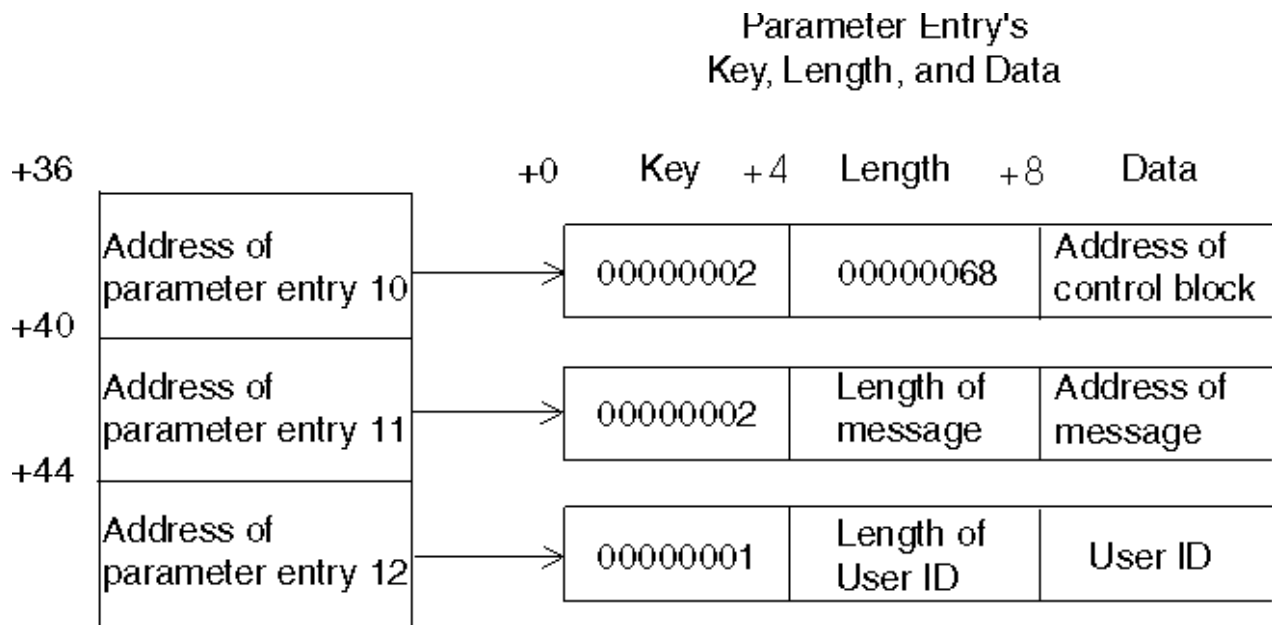 Parameter Entry's
Key, Length, and Data
+36
+0 Key +4 Length +8 Data
Address of
parameter entry 10
00000002
00000068
Address of
control block
+40
Address of
parameter entry 11
00000002
Length of
message
Address of
message
+44
Address of
parameter entry 12
00000001
Length of
User ID
User ID